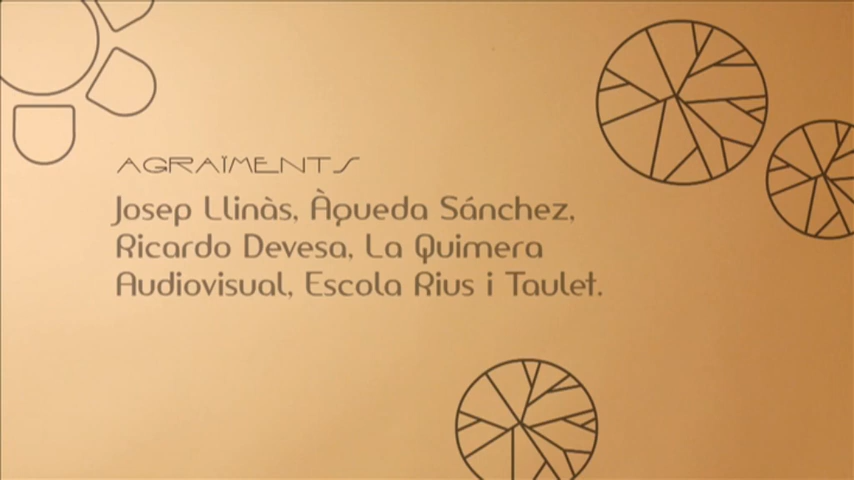 AGRAÏMENTS
Josep Llinàs, Àgueda Sánchez,
Ricardo Devesa, La Quimera
Audiovisual, Escola Rius i Taulet.